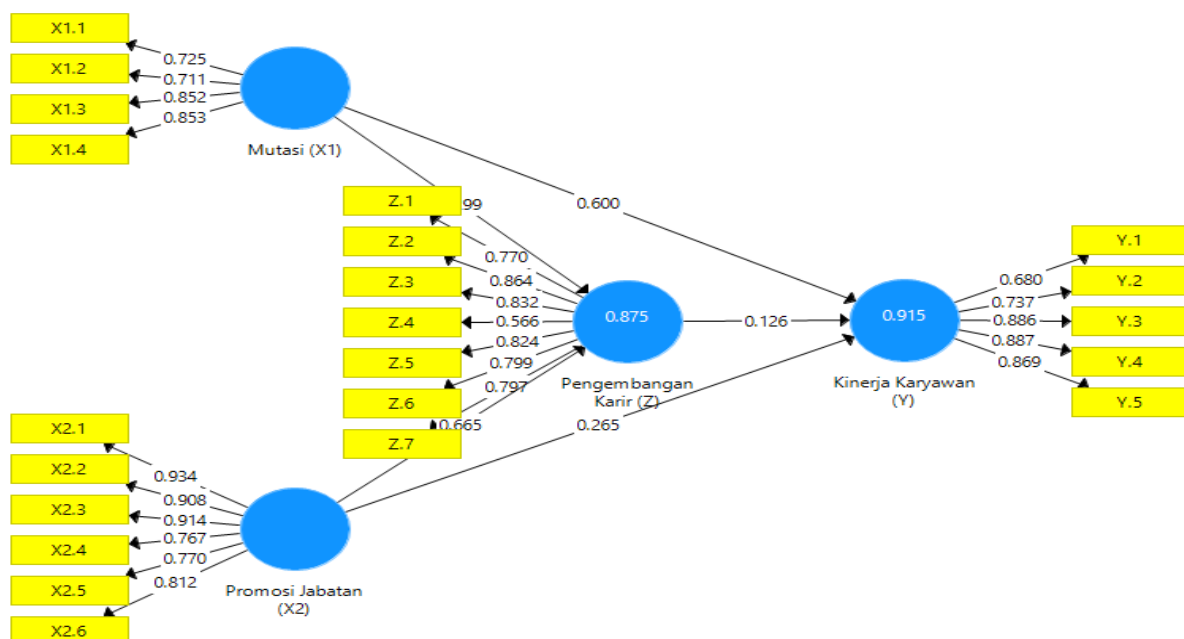 X1.1
X1.2
X1.3
X1.4
0.725
0.711
0.852
0.853
Mutasi (X1)
Z.1
Z.2
Z.3
Z.4
Z.5
Z.6
Z.7
99
0.770
0.864
0.832
0.566
0.824
0.799
0.797
0.665
0.600
0.875
Pengembangan
Karir (Z)
0.126
0.265
0.915
Kinerja Karyawan
(Y)
0.680
0.737
0.886
0.887
0.869
Y.1
Y.2
Y.3
Y.4
Y.5
X2.1
X2.2
X2.3
X2.4
X2.5
X2.6
0.934
0.908
0.914
0.767
0.770
0.812
Promosi Jabatan
(X2)